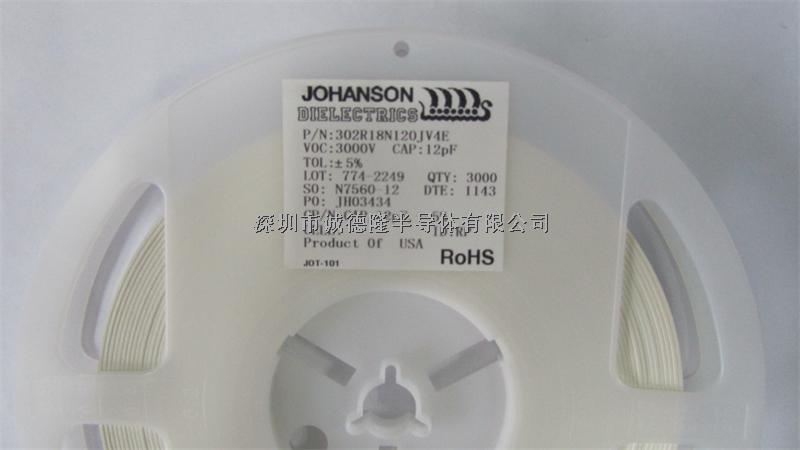 JOHANSON
DIELECTRICS
P/N:302R18N120JV4E
VOC:3000V CAP:12pF
TOL:±5%
LOT: 774-2249 QTY: 3000
SO: N7560-12 DTE: 1143
PO: JH03434
深圳市诚德隆半导体有限公司
Product Of USA
JOT-101 RoHS